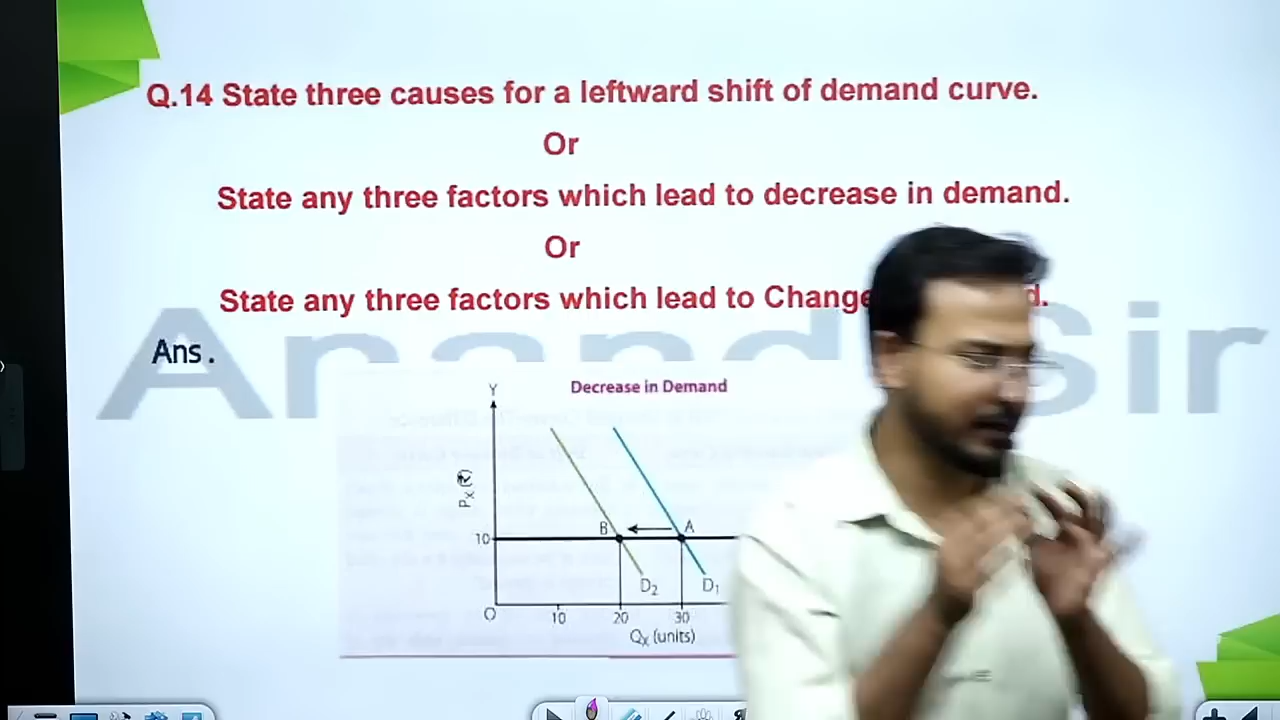 Q.14 State three causes for a leftward shift of demand curve.
Or
State any three factors which lead to decrease in demand.
Or
State any three factors which lead to Change d.
Anand Sir
Ans.
Decrease in Demand
Y
Px (₹)
B A
10
D2 D1
O 10 20 30
Qx (units)